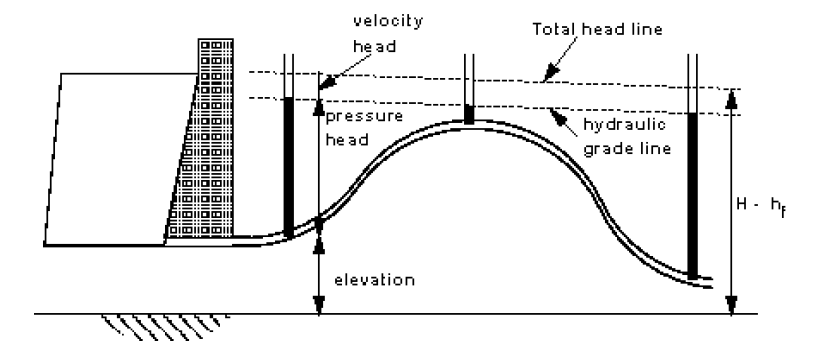 velocity
head
Total head line
pressure
head
hydraulic
grade line
H - hf
elevation